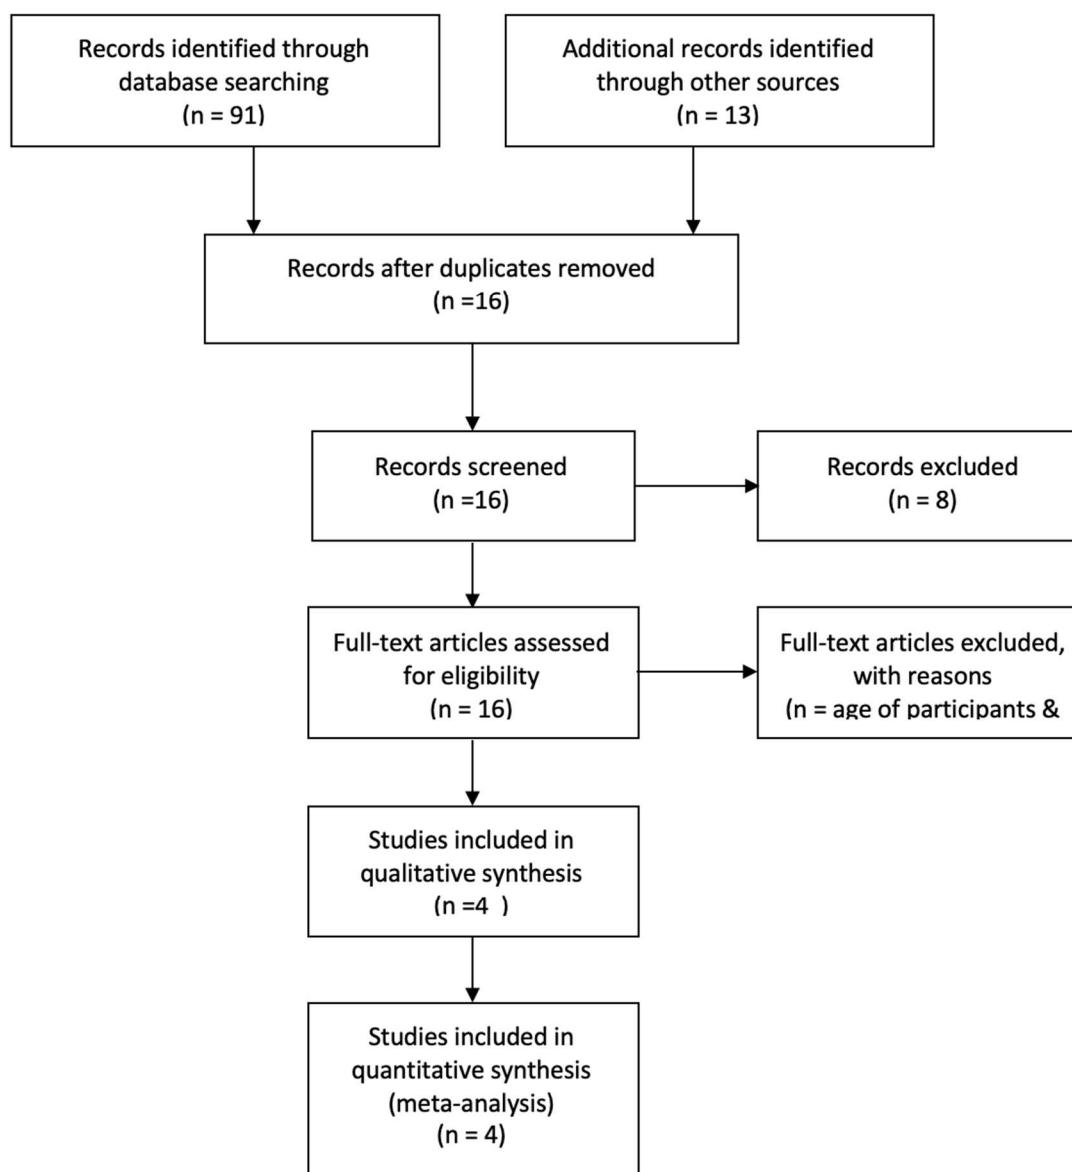 Records identified through
database searching
(n = 91)
Additional records identified
through other sources
(n = 13)
Records after duplicates removed
(n =16)
Records screened
(n =16)
Records excluded
(n = 8)
Full-text articles assessed
for eligibility
(n = 16)
Full-text articles excluded,
with reasons
(n = age of participants &
Studies included in
qualitative synthesis
(n =4  )
Studies included in
quantitative synthesis
(meta-analysis)
(n = 4)